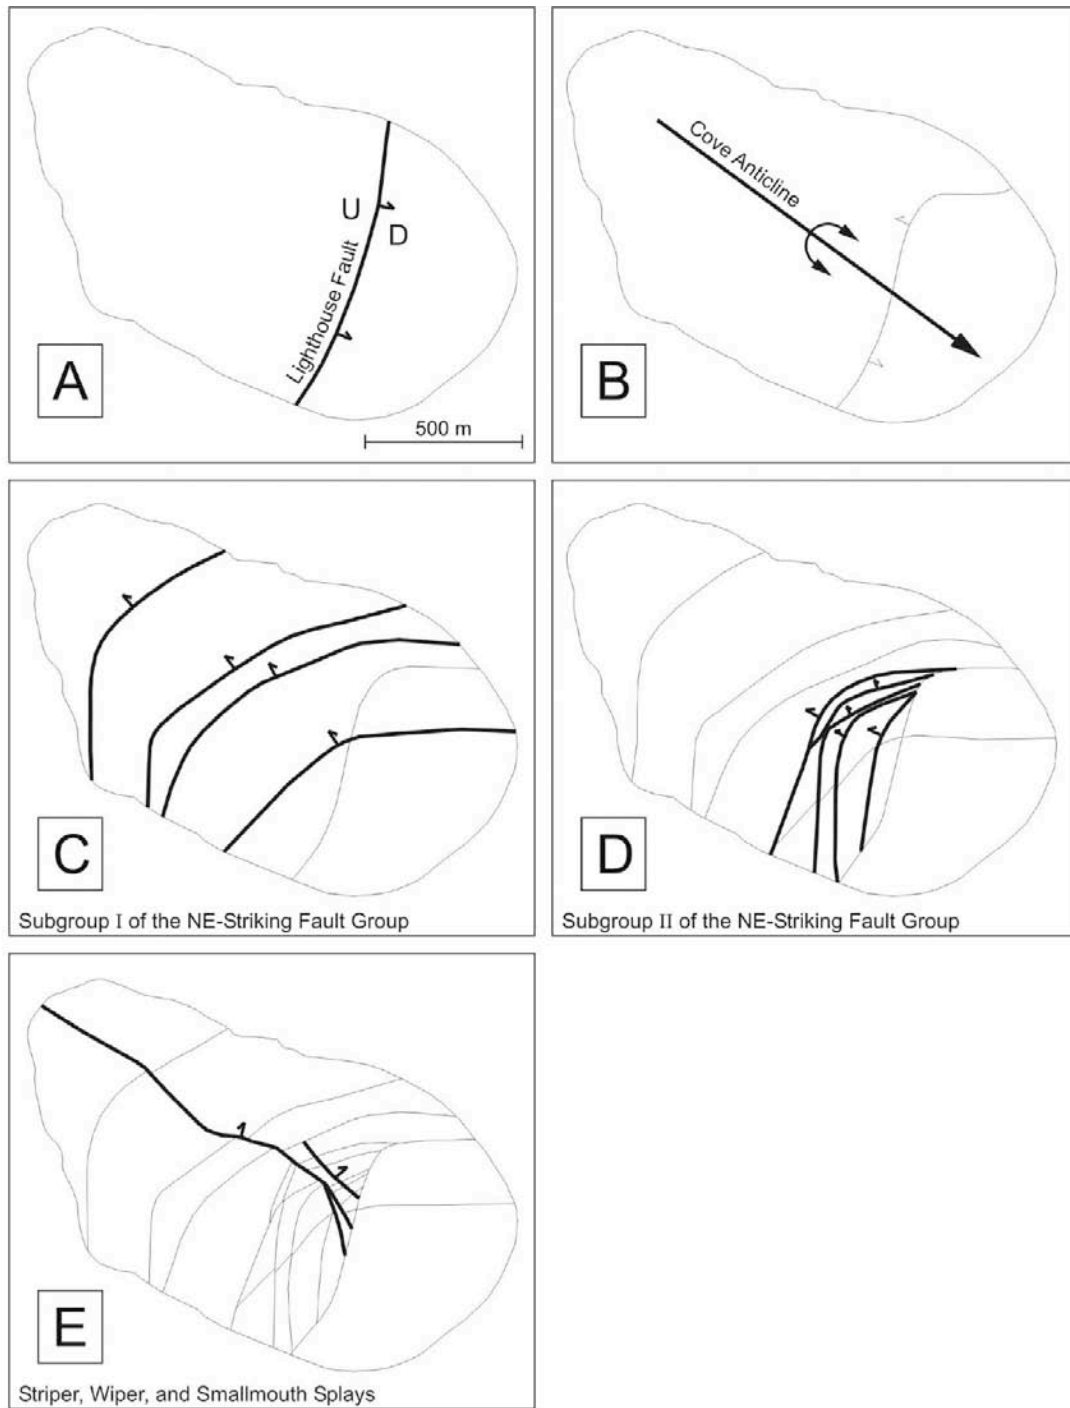 U
D
Lighthouse Fault
A
500 m
Cove Anticline
B
C
Subgroup I of the NE-Striking Fault Group
D
Subgroup II of the NE-Striking Fault Group
E
Striper, Wiper, and Smallmouth Splays